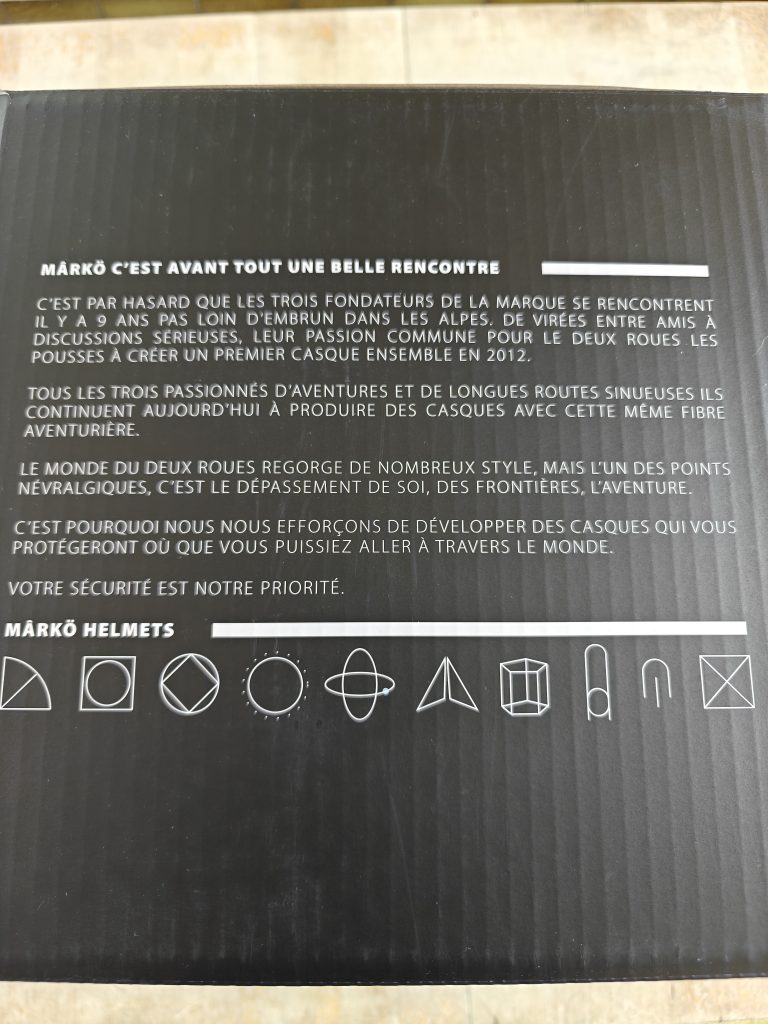 MÂRKÖ C'EST AVANT TOUT UNE BELLE RENCONTRE
C'EST PAR HASARD QUE LES TROIS FONDATEURS DE LA MARQUE SE RENCONTRENT
IL Y A 9 ANS PAS LOIN D'EMBRUN DANS LES ALPES. DE VIRÉES ENTRE AMIS À
DISCUSSIONS SÉRIEUSES, LEUR PASSION COMMUNE POUR LE DEUX ROUES LES
POUSSES À CRÉER UN PREMIER CASQUE ENSEMBLE EN 2012.
TOUS LES TROIS PASSIONNÉS D'AVENTURES ET DE LONGUES ROUTES SINUEUSES ILS
CONTINUENT AUJOURD'HUI À PRODUIRE DES CASQUES AVEC CETTE MÊME FIBRE
AVENTURIÈRE.
LE MONDE DU DEUX ROUES REGORGE DE NOMBREUX STYLE, MAIS L'UN DES POINTS
NÉVRALGIQUES, C'EST LE DÉPASSEMENT DE SOI, DES FRONTIÈRES, L'AVENTURE.
C'EST POURQUOI NOUS NOUS EFFORÇONS DE DÉVELOPPER DES CASQUES QUI VOUS
PROTÉGERONT OÙ QUE VOUS PUISSIEZ ALLER À TRAVERS LE MONDE.
VOTRE SÉCURITÉ EST NOTRE PRIORITÉ.
MÂRKÖ HELMETS